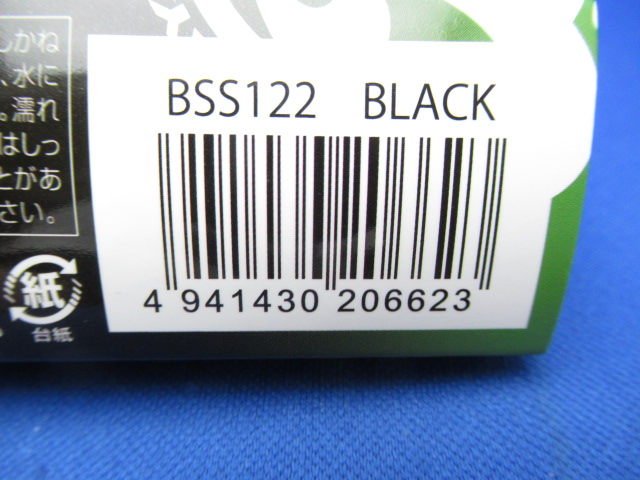 しかね
、水に
。濡れ
はしっ
とがあ
さい。
紙
台紙
BSS122 BLACK
4 941430 206623